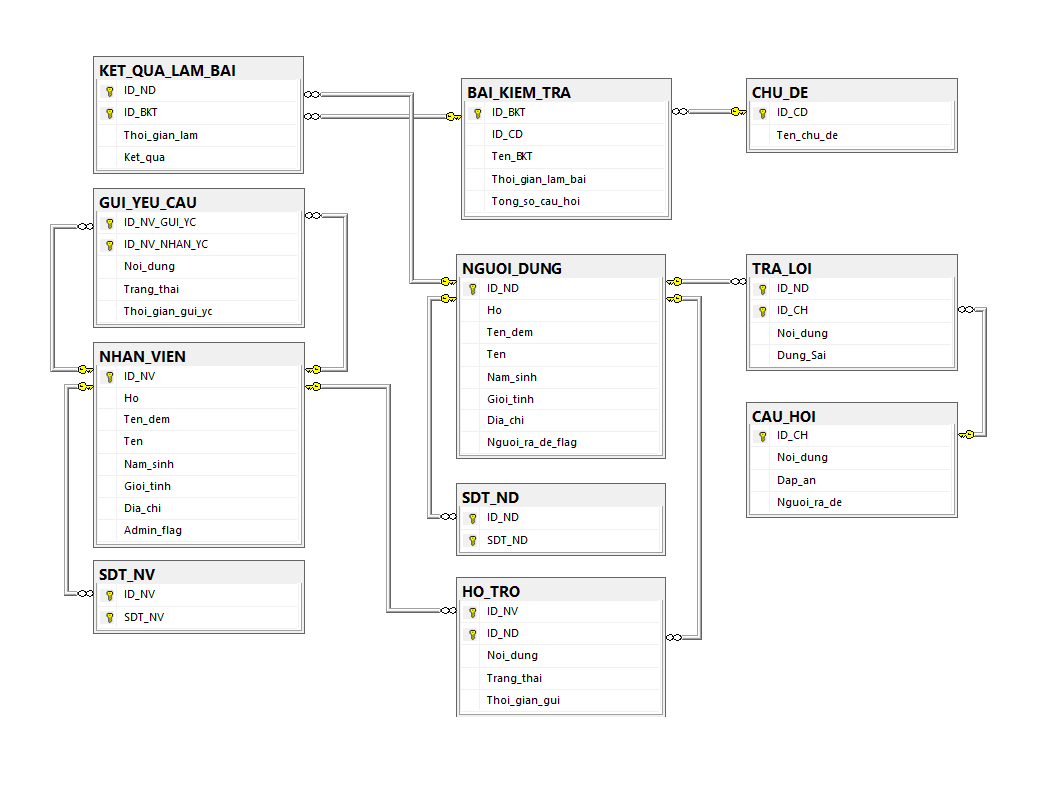 KET_QUA_LAM_BAI
ID_ND
ID_BKT
Thoi_gian_lam
Ket_qua
GUI_YEU_CAU
ID_NV_GUI_YC
ID_NV_NHAN_YC
Noi_dung
Trang_thai
Thoi_gian_gui_yc
NHAN_VIEN
ID_NV
Ho
Ten_dem
Ten
Nam_sinh
Gioi_tinh
Dia_chi
Admin_flag
SDT_NV
ID_NV
SDT_NV
BAI_KIEM_TRA
ID_BKT
ID_CD
Ten_BKT
Thoi_gian_lam_bai
Tong_so_cau_hoi
NGUOI_DUNG
ID_ND
Ho
Ten_dem
Ten
Nam_sinh
Gioi_tinh
Dia_chi
Nguoi_ra_de_flag
SDT_ND
ID_ND
SDT_ND
HO_TRO
ID_NV
ID_ND
Noi_dung
Trang_thai
Thoi_gian_gui
CHU_DE
ID_CD
Ten_chu_de
TRA_LOI
ID_ND
ID_CH
Noi_dung
Dung_Sai
CAU_HOI
ID_CH
Noi_dung
Dap_an
Nguoi_ra_de